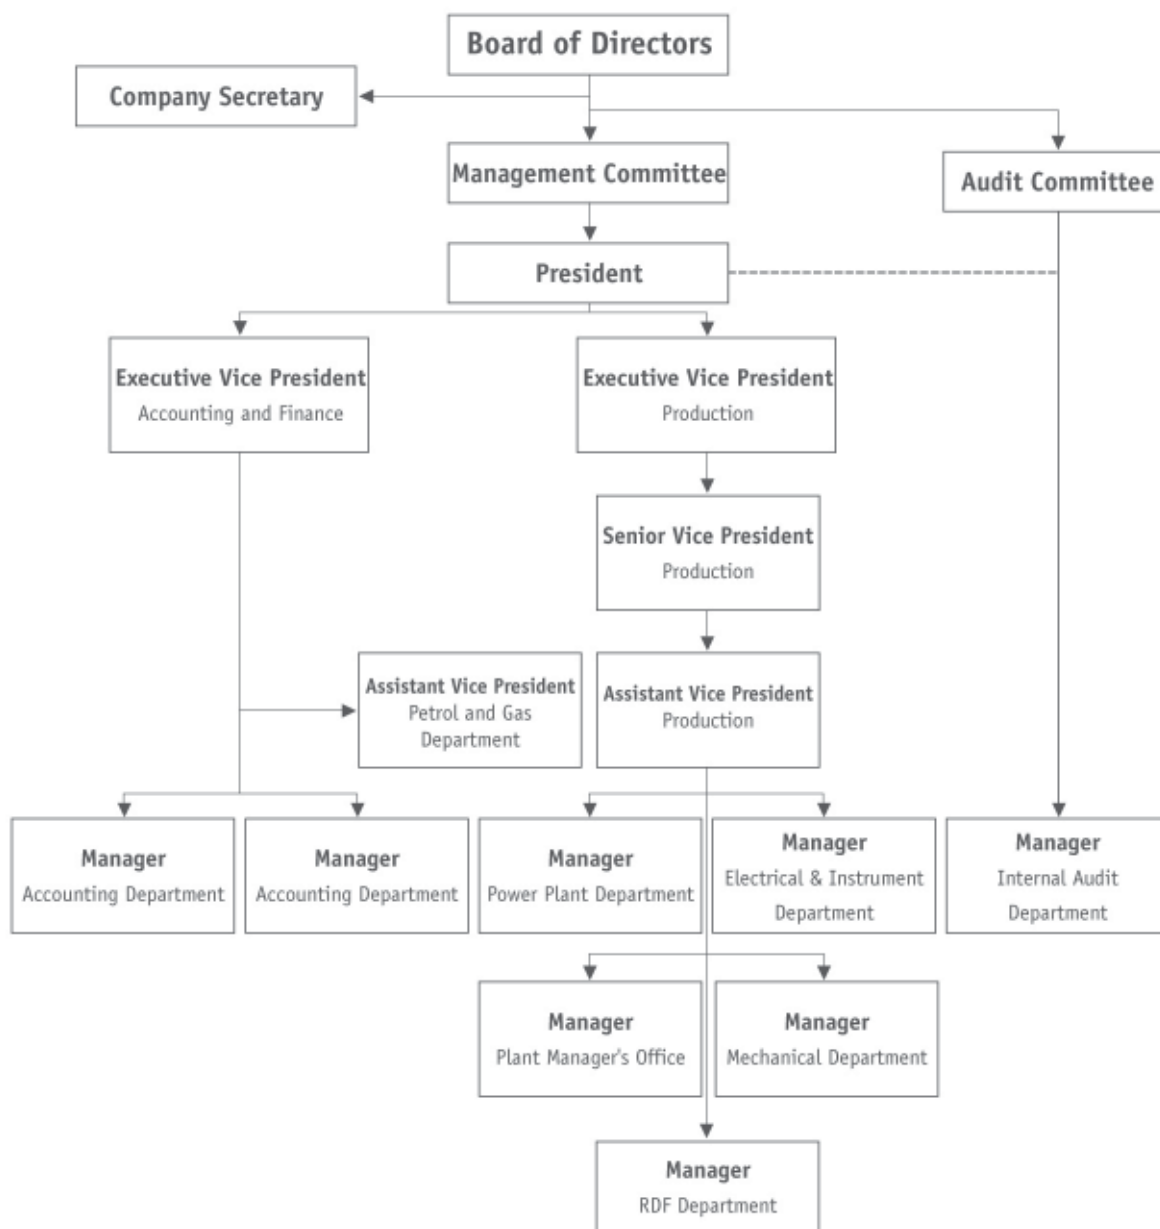 Board of Directors
Company Secretary
Management Committee
Audit Committee
President
Executive Vice President
Accounting and Finance
Executive Vice President
Production
Senior Vice President
Production
Assistant Vice President
Petrol and Gas
Department
Assistant Vice President
Production
Manager
Accounting Department
Manager
Accounting Department
Manager
Power Plant Department
Manager
Electrical & Instrument
Department
Manager
Internal Audit
Department
Manager
Plant Manager's Office
Manager
Mechanical Department
Manager
RDF Department